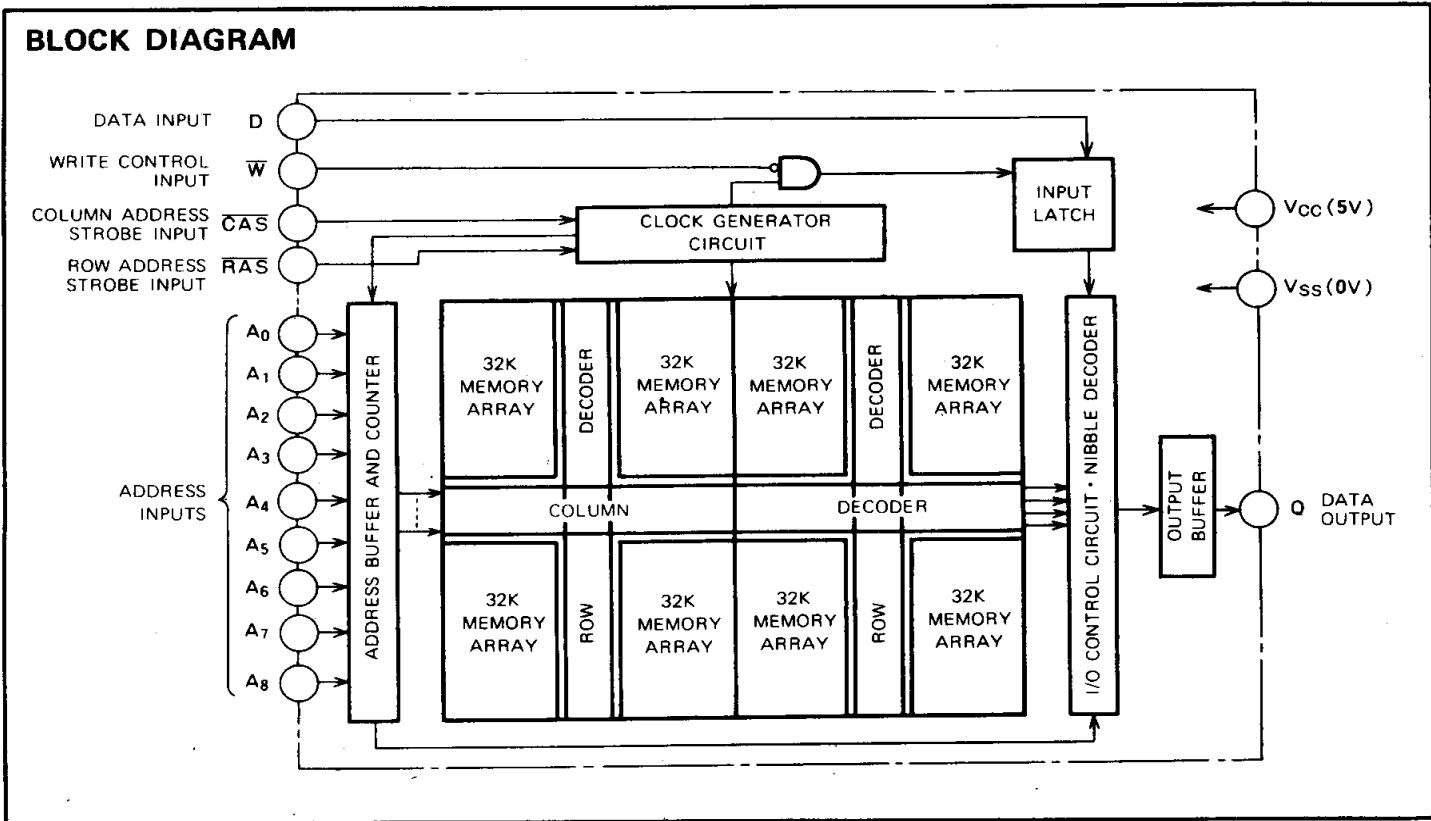 BLOCK DIAGRAM
DATA INPUT D
WRITE CONTROL
INPUT
W̅
COLUMN ADDRESS
STROBE INPUT
C̅A̅S̅
ROW ADDRESS
STROBE INPUT
R̅A̅S̅
ADDRESS
INPUTS
A0
A1
A2
A3
A4
A5
A6
A7
A8
ADDRESS BUFFER AND COUNTER
CLOCK GENERATOR
CIRCUIT
INPUT
LATCH
32K
MEMORY
ARRAY
DECODER
32K
MEMORY
ARRAY
32K
MEMORY
ARRAY
DECODER
32K
MEMORY
ARRAY
COLUMN DECODER
32K
MEMORY
ARRAY
ROW
32K
MEMORY
ARRAY
32K
MEMORY
ARRAY
ROW
32K
MEMORY
ARRAY
I/O CONTROL CIRCUIT・NIBBLE DECODER
OUTPUT
BUFFER
VCC (5V)
VSS (0V)
Q DATA
OUTPUT